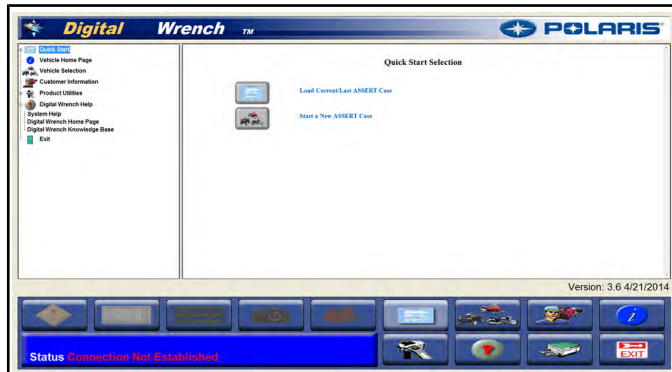 Digital Wrench TM
POLARIS
Quick Start
Vehicle Home Page
Vehicle Selection
Customer Information
Product Utilities
Digital Wrench Help
System Help
Digital Wrench Home Page
Digital Wrench Knowledge Base
Exit
Quick Start Selection
Load Current/Last ASSERT Case
Start a New ASSERT Case
Version: 3.6 4/21/2014
Status Connection Not Established
EXIT